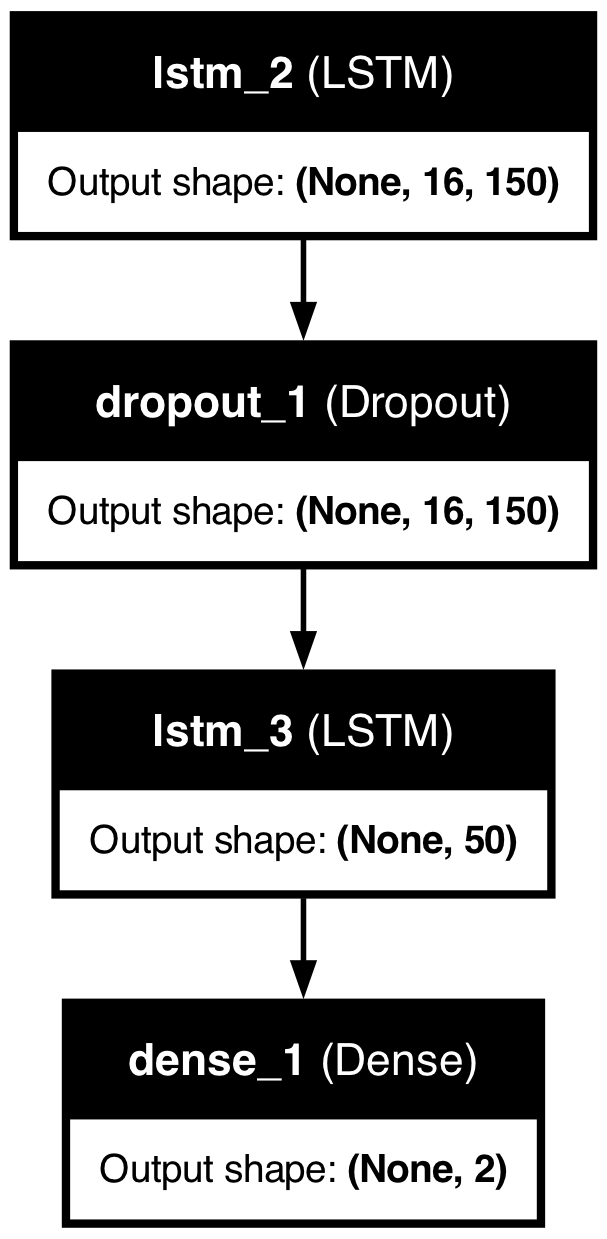 lstm_2 (LSTM)
Output shape: (None, 16, 150)
dropout_1 (Dropout)
Output shape: (None, 16, 150)
lstm_3 (LSTM)
Output shape: (None, 50)
dense_1 (Dense)
Output shape: (None, 2)